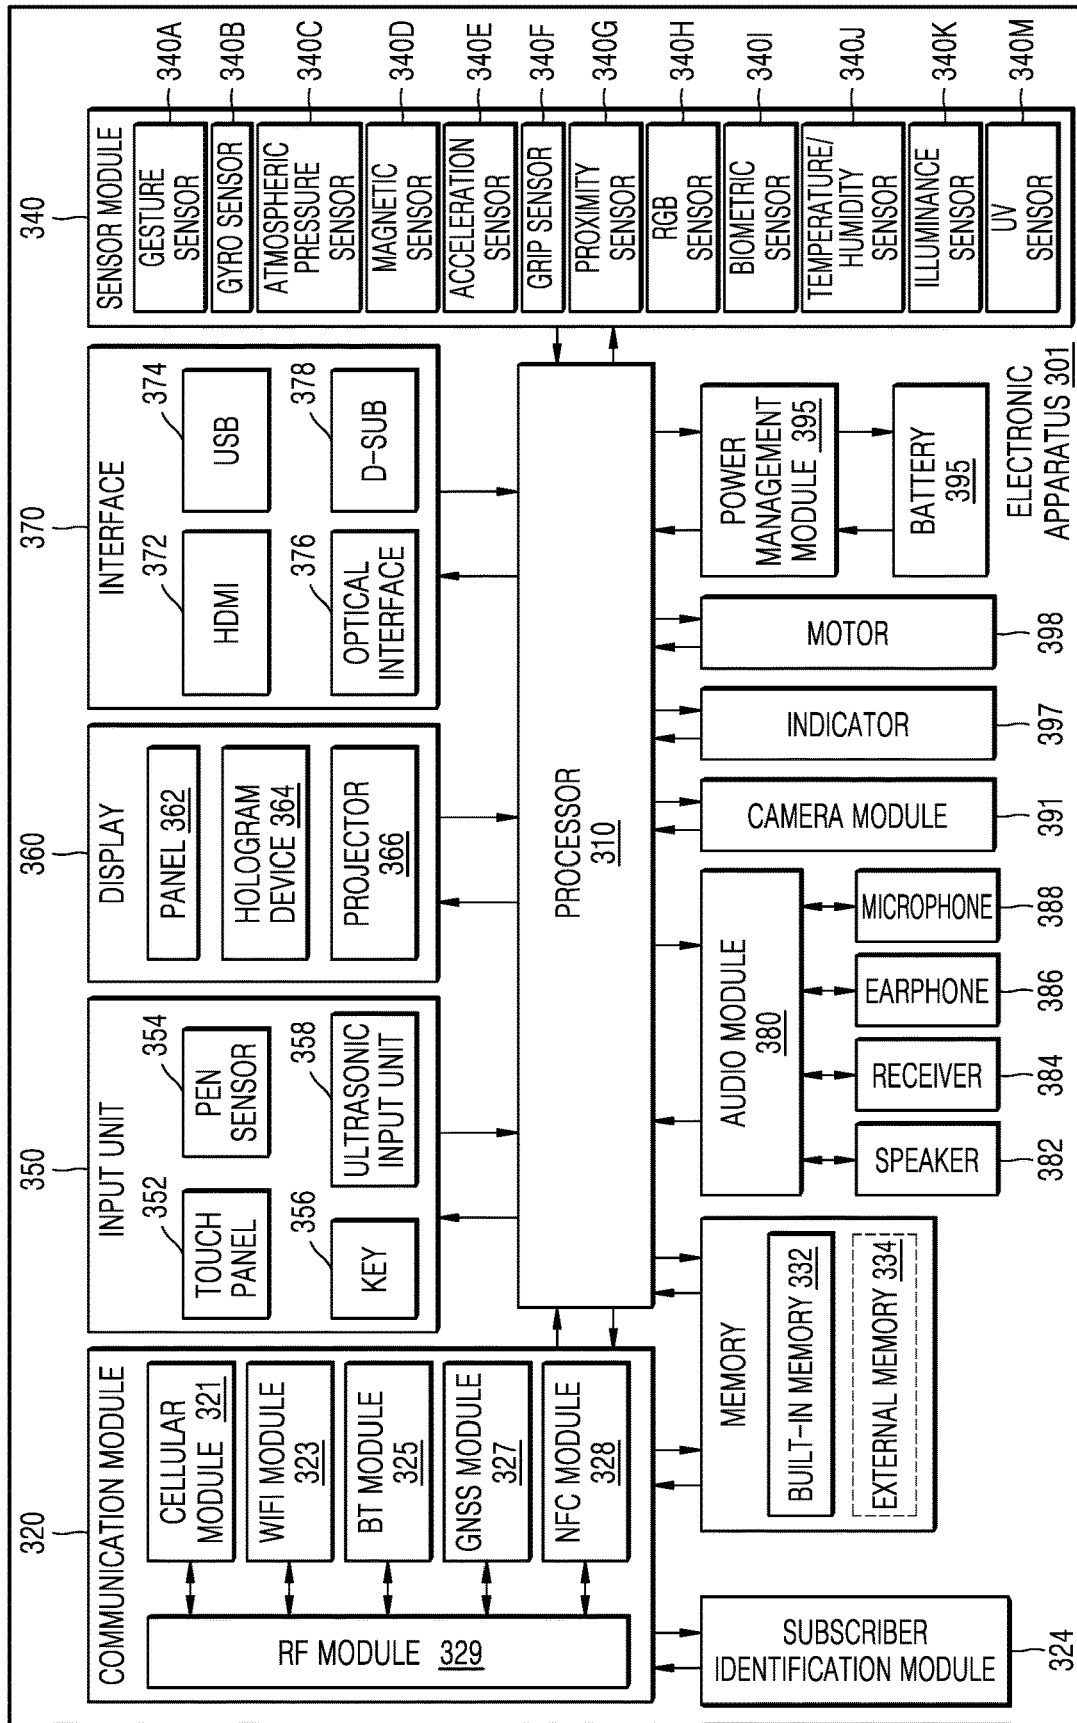 ELECTRONIC
APPARATUS 301
320
COMMUNICATION MODULE
CELLULAR
MODULE 321
WIFI MODULE
323
BT MODULE
325
GNSS MODULE
327
NFC MODULE
328
RF MODULE 329
350
INPUT UNIT
352
TOUCH
PANEL
354
PEN
SENSOR
356
KEY
358
ULTRASONIC
INPUT UNIT
360
DISPLAY
PANEL 362
HOLOGRAM
DEVICE 364
PROJECTOR
366
370
INTERFACE
372
HDMI
374
USB
376
OPTICAL
INTERFACE
378
D-SUB
340
SENSOR MODULE
GESTURE
SENSOR
340A
GYRO SENSOR
340B
ATMOSPHERIC
PRESSURE
SENSOR
340C
MAGNETIC
SENSOR
340D
ACCELERATION
SENSOR
340E
GRIP SENSOR
340F
PROXIMITY
SENSOR
340G
RGB
SENSOR
340H
BIOMETRIC
SENSOR
340I
TEMPERATURE/
HUMIDITY
SENSOR
340J
ILLUMINANCE
SENSOR
340K
UV
SENSOR
340M
PROCESSOR
310
SUBSCRIBER
IDENTIFICATION MODULE
324
MEMORY
BUILT-IN MEMORY 332
EXTERNAL MEMORY 334
AUDIO MODULE
380
SPEAKER
382
RECEIVER
384
EARPHONE
386
MICROPHONE
388
CAMERA MODULE
391
INDICATOR
397
MOTOR
398
POWER
MANAGEMENT
MODULE 395
BATTERY
395